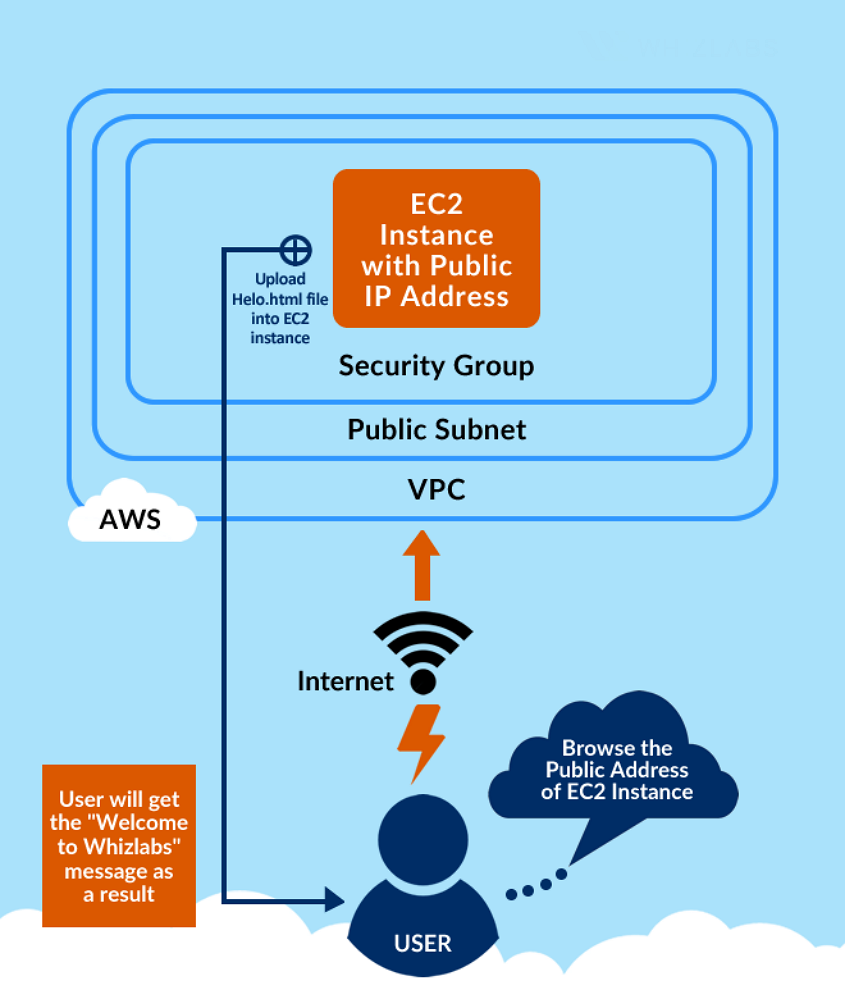 EC2
Instance
with Public
IP Address
Upload
Helo.html file
into EC2
instance
Security Group
Public Subnet
VPC
AWS
Internet
Browse the
Public Address
of EC2 Instance
User will get
the "Welcome
to Whizlabs"
message as
a result
USER